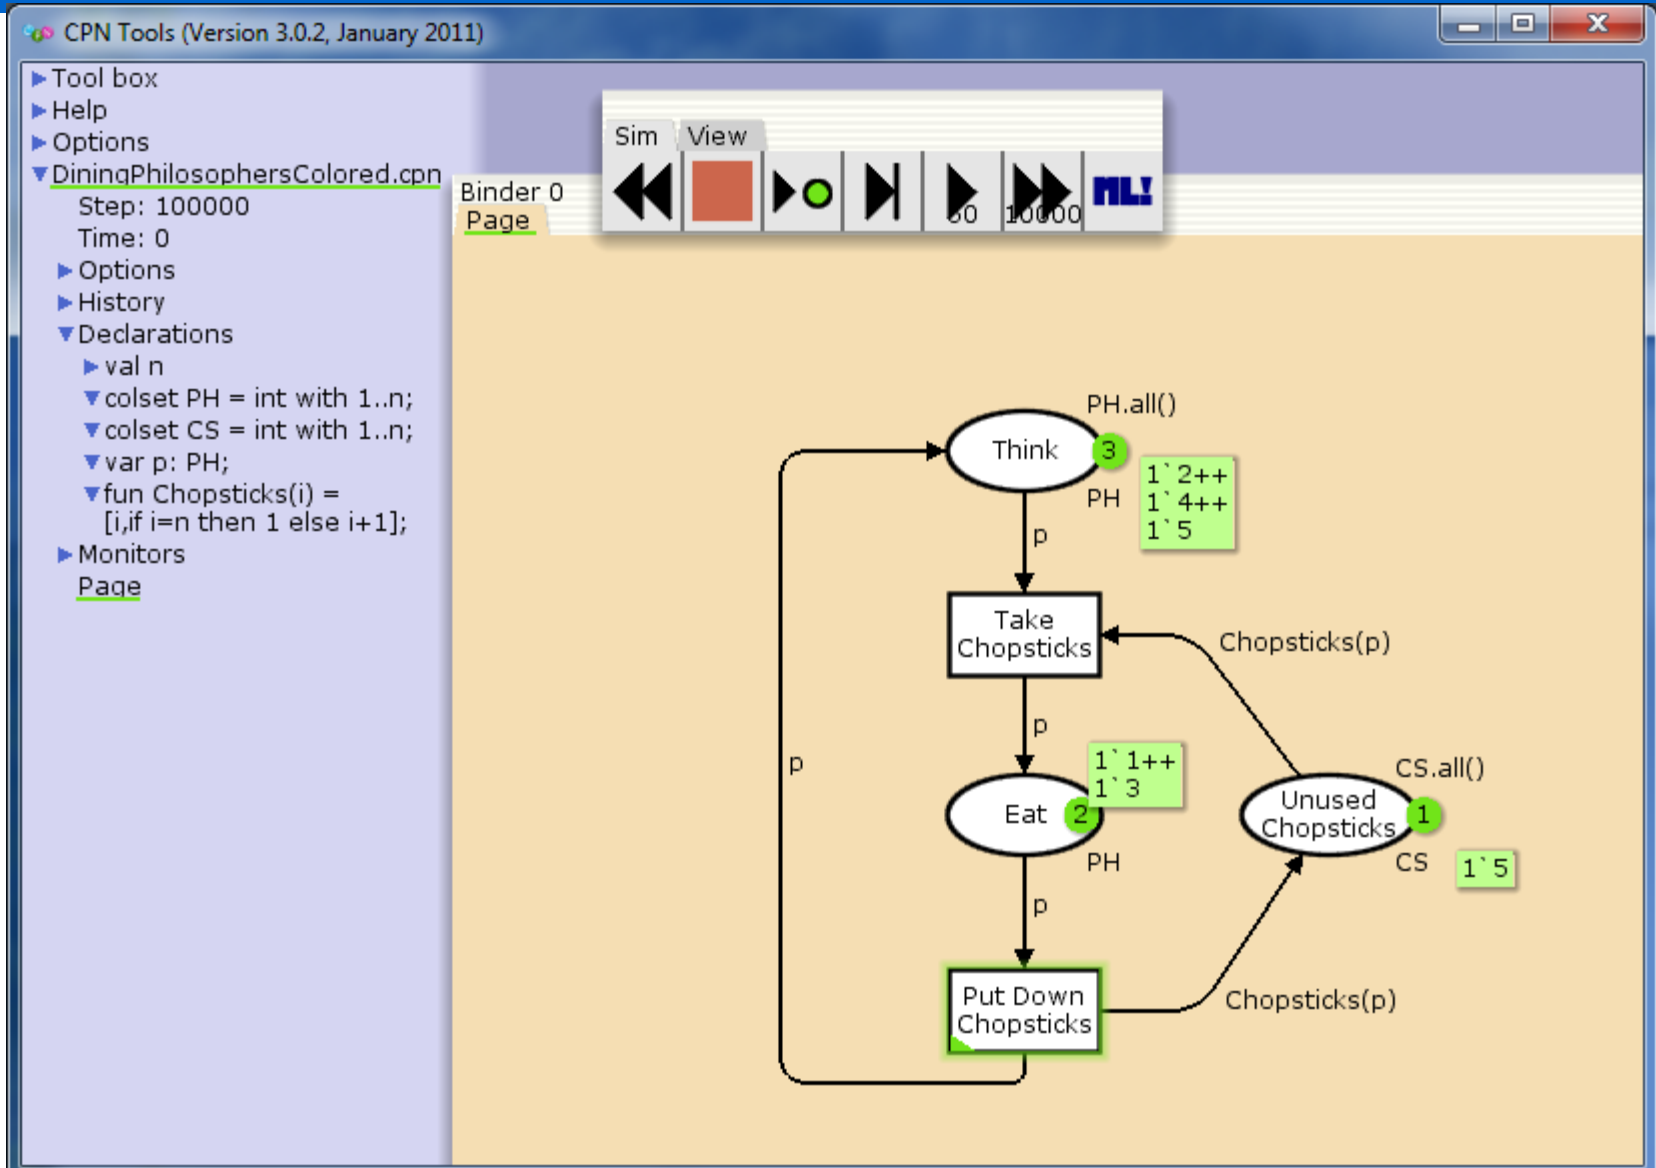 CPN Tools (Version 3.0.2, January 2011)
Tool box
Help
Options
DiningPhilosophersColored.cpn
Step: 100000
Time: 0
Options
History
Declarations
val n
colset PH = int with 1..n;
colset CS = int with 1..n;
var p: PH;
fun Chopsticks(i) =
[i,if i=n then 1 else i+1];
Monitors
Page
Sim View
50 10000 ML!
Binder 0
Page
PH.all()
Think
3
PH
1`2++
1`4++
1`5
p
Take
Chopsticks
Chopsticks(p)
p
p
1`1++
1`3
Eat
2
PH
CS.all()
Unused
Chopsticks
1
CS
1`5
p
Put Down
Chopsticks
Chopsticks(p)